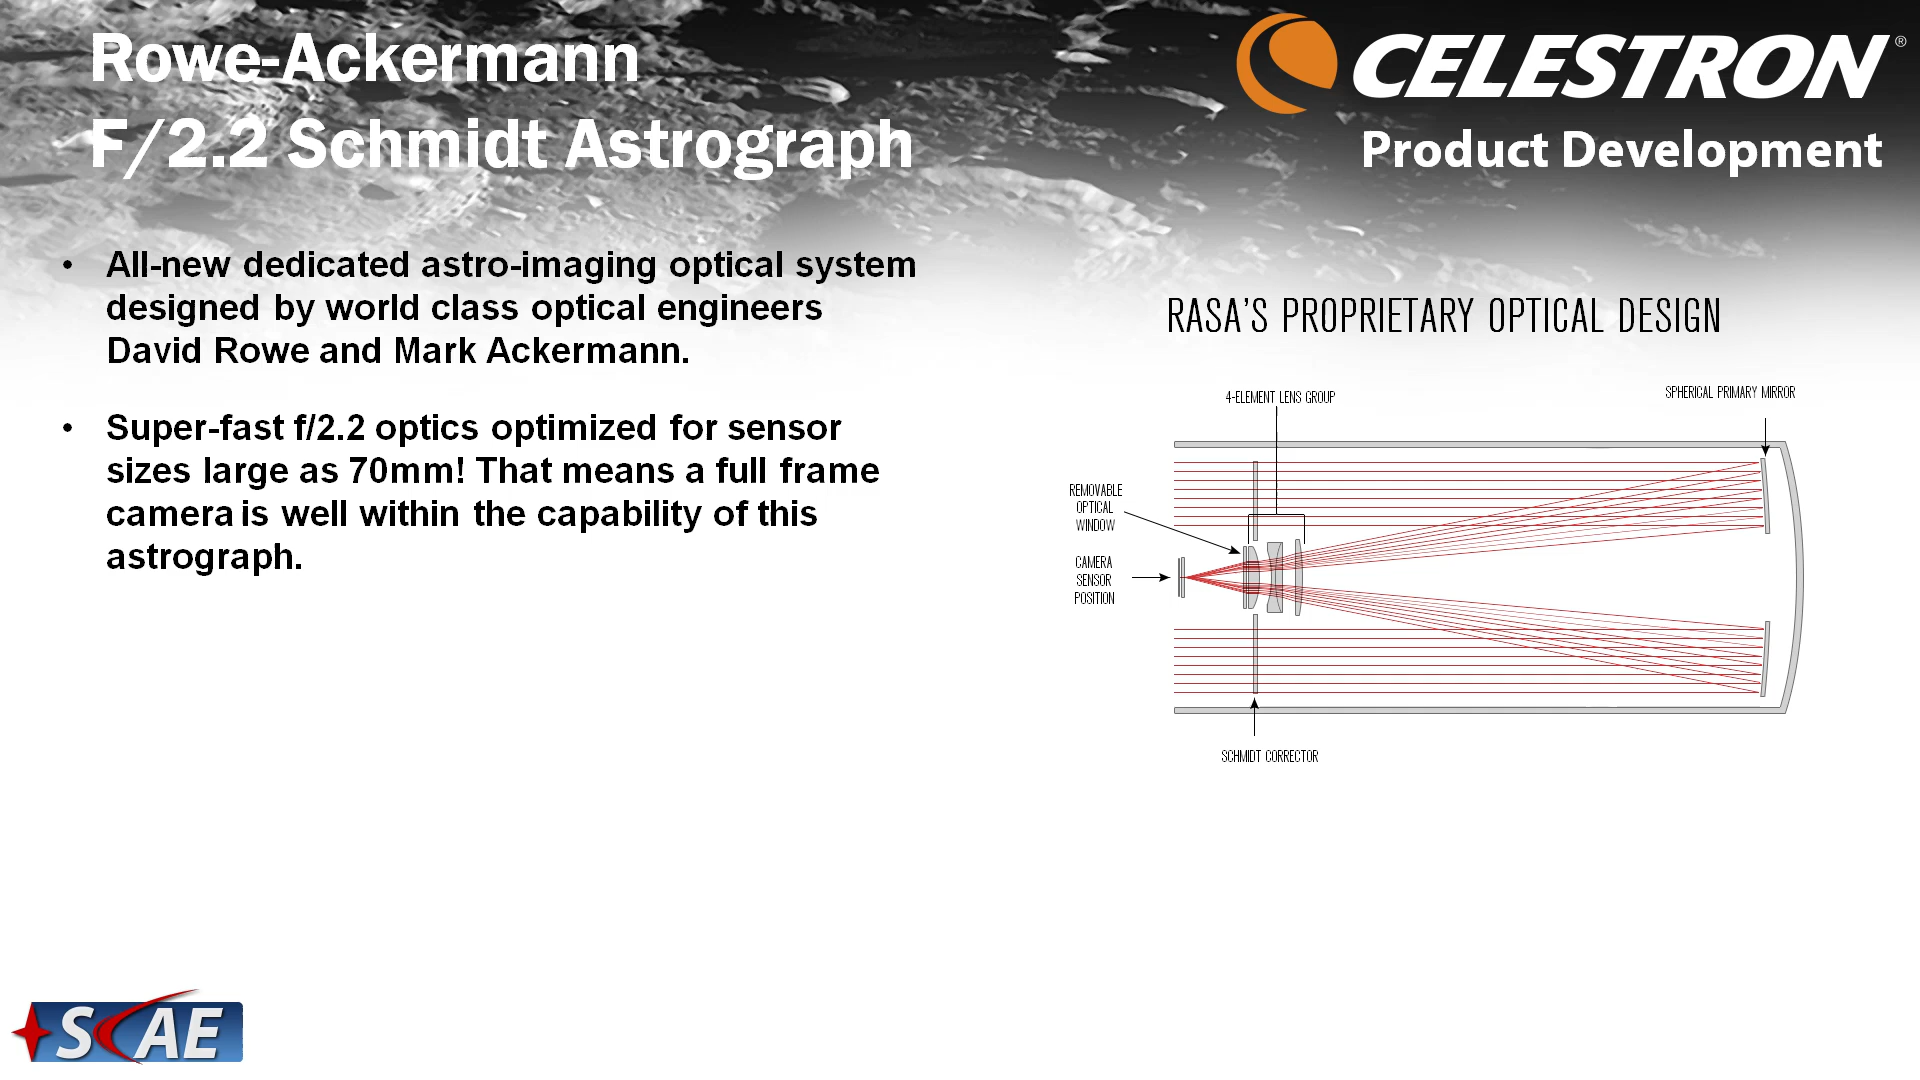 Rowe-Ackermann
F/2.2 Schmidt Astrograph
CELESTRON®
Product Development
• All-new dedicated astro-imaging optical system
designed by world class optical engineers
David Rowe and Mark Ackermann.
• Super-fast f/2.2 optics optimized for sensor
sizes large as 70mm! That means a full frame
camera is well within the capability of this
astrograph.
RASA'S PROPRIETARY OPTICAL DESIGN
4-ELEMENT LENS GROUP
SPHERICAL PRIMARY MIRROR
REMOVABLE
OPTICAL
WINDOW
CAMERA
SENSOR
POSITION
SCHMIDT CORRECTOR
SCAE